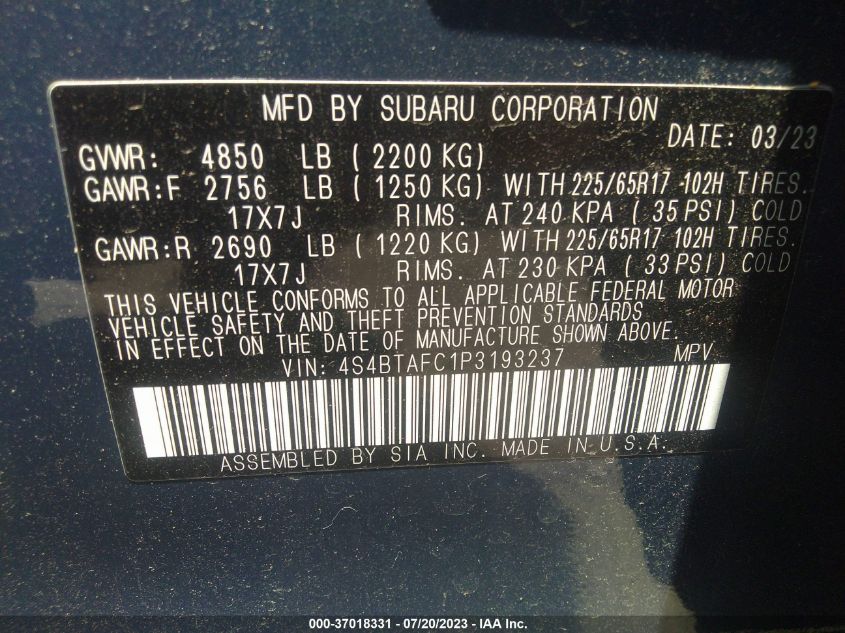 MFD BY SUBARU CORPORATION
DATE: 03/23
GVWR: 4850 LB ( 2200 KG)
GAWR:F 2756 LB ( 1250 KG) WITH 225/65R17 102H TIRES.
17X7J RIMS. AT 240 KPA ( 35 PSI) COLD
GAWR:R 2690 LB ( 1220 KG) WITH 225/65R17 102H TIRES.
17X7J RIMS. AT 230 KPA ( 33 PSI) COLD
THIS VEHICLE CONFORMS TO ALL APPLICABLE FEDERAL MOTOR
VEHICLE SAFETY AND THEFT PREVENTION STANDARDS
IN EFFECT ON THE DATE OF MANUFACTURE SHOWN ABOVE.
VIN: 4S4BTAFC1P3193237 MPV
ASSEMBLED BY SIA INC. MADE IN U.S.A.
000-37018331 - 07/20/2023 - IAA Inc.